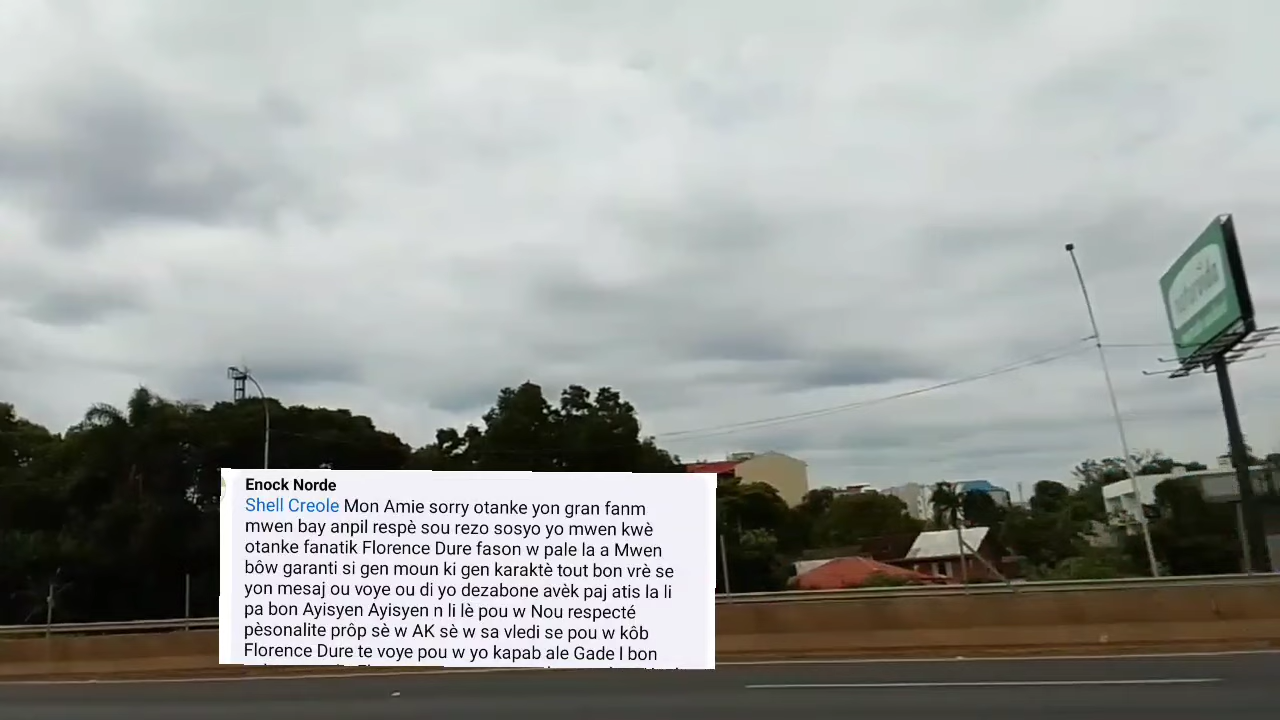 Enock Norde
Shell Creole Mon Amie sorry otanke yon gran fanm
mwen bay anpil respè sou rezo sosyo yo mwen kwè
otanke fanatik Florence Dure fason w pale la a Mwen
bôw garanti si gen moun ki gen karaktè tout bon vrè se
yon mesaj ou voye ou di yo dezabone avèk paj atis la li
pa bon Ayisyen Ayisyen n li lè pou w Nou respecté
pèsonalite prôp sè w AK sè w sa vledi se pou w kôb
Florence Dure te voye pou w yo kapab ale Gade l bon